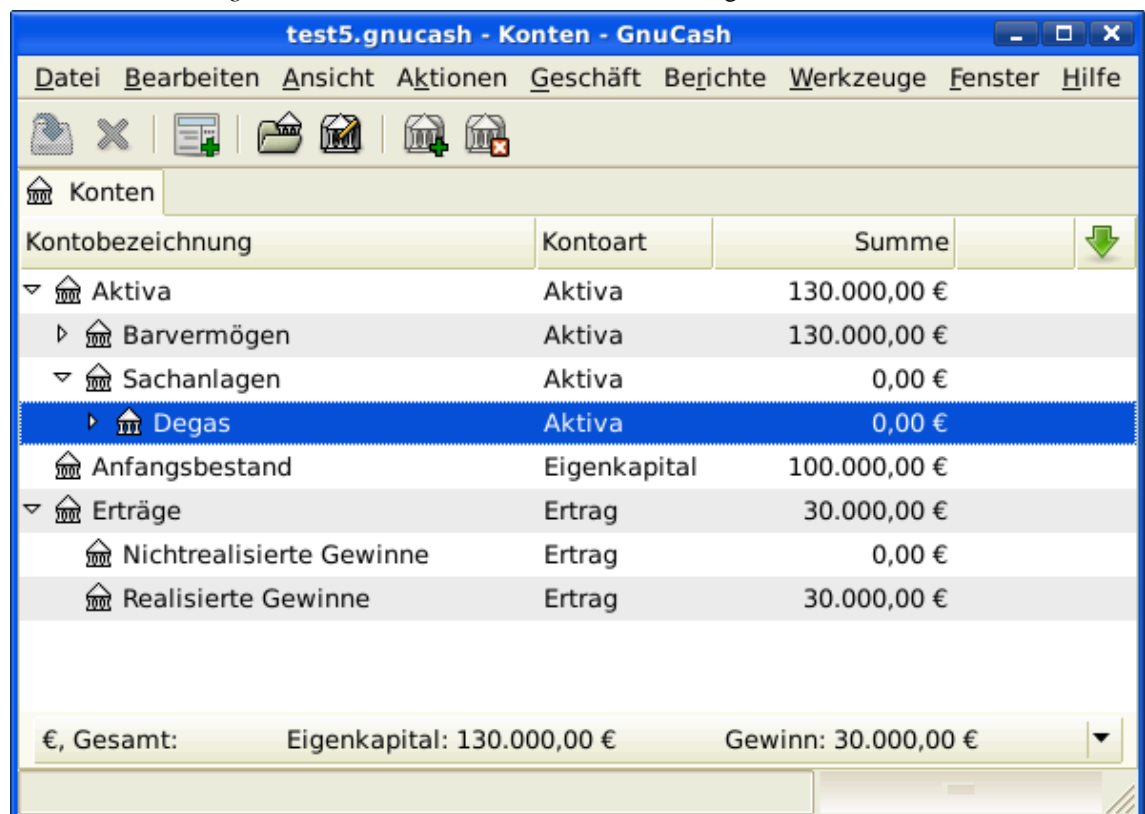 test5.gnucash - Konten - GnuCash
Datei Bearbeiten Ansicht Aktionen Geschäft Berichte Werkzeuge Fenster Hilfe
Konten
Kontobezeichnung Kontoart Summe
Aktiva Aktiva 130.000,00 €
Barvermögen Aktiva 130.000,00 €
Sachanlagen Aktiva 0,00 €
Degas Aktiva 0,00 €
Anfangsbestand Eigenkapital 100.000,00 €
Erträge Ertrag 30.000,00 €
Nichtrealisierte Gewinne Ertrag 0,00 €
Realisierte Gewinne Ertrag 30.000,00 €
€, Gesamt: Eigenkapital: 130.000,00 € Gewinn: 30.000,00 €